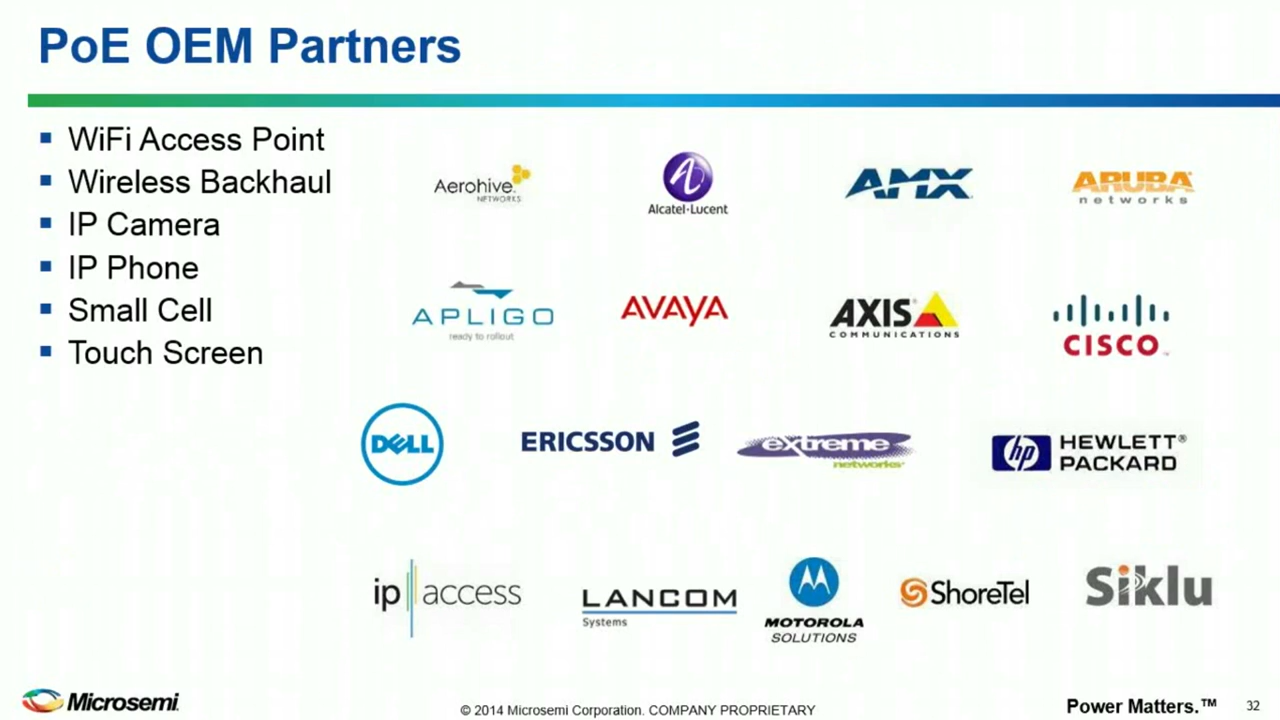 PoE OEM Partners
▪ WiFi Access Point
▪ Wireless Backhaul
▪ IP Camera
▪ IP Phone
▪ Small Cell
▪ Touch Screen
Aerohive
NETWORKS
Alcatel·Lucent
AMX
ARUBA
networks
APLIGO
ready to rollout
AVAYA
AXIS
COMMUNICATIONS
CISCO
DELL
ERICSSON
extreme
networks
hp HEWLETT®
PACKARD
ip access
LANCOM
Systems
MOTOROLA
SOLUTIONS
ShoreTel
Siklu
Microsemi
© 2014 Microsemi Corporation. COMPANY PROPRIETARY
Power Matters.™
32